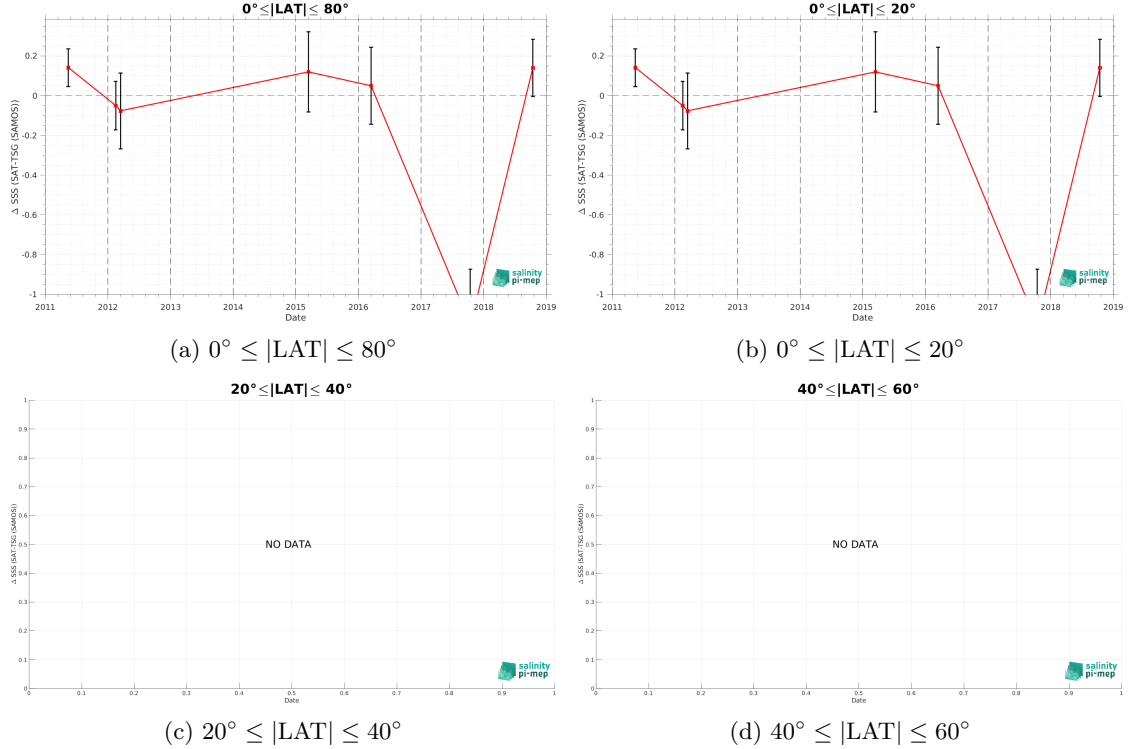 0°≤|LAT|≤ 80°
Δ SSS (SAT-TSG (SAMOS))
0.2
0
-0.2
-0.4
-0.6
-0.8
-1
2011 2012 2013 2014 2015 2016 2017 2018 2019
Date
salinity
pi-mep
(a) 0° ≤ |LAT| ≤ 80°
0°≤|LAT|≤ 20°
Δ SSS (SAT-TSG (SAMOS))
0.2
0
-0.2
-0.4
-0.6
-0.8
-1
2011 2012 2013 2014 2015 2016 2017 2018 2019
Date
salinity
pi-mep
(b) 0° ≤ |LAT| ≤ 20°
20°≤|LAT|≤ 40°
Δ SSS (SAT-TSG (SAMOS))
1
0.9
0.8
0.7
0.6
0.5
0.4
0.3
0.2
0.1
0
NO DATA
0 0.1 0.2 0.3 0.4 0.5 0.6 0.7 0.8 0.9 1
Date
salinity
pi-mep
(c) 20° ≤ |LAT| ≤ 40°
40°≤|LAT|≤ 60°
Δ SSS (SAT-TSG (SAMOS))
1
0.9
0.8
0.7
0.6
0.5
0.4
0.3
0.2
0.1
0
NO DATA
0 0.1 0.2 0.3 0.4 0.5 0.6 0.7 0.8 0.9 1
Date
salinity
pi-mep
(d) 40° ≤ |LAT| ≤ 60°